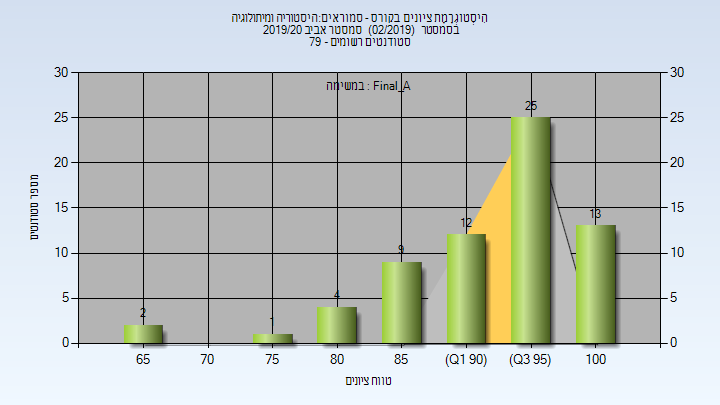 היסטוגרמת ציונים בקורס - סמוראים:היסטוריה ומיתולוגיה
בסמסטר (02/2019) סמסטר אביב 2019/20
סטודנטים רשומים - 79
במשימה : Final_A
מספר סטודנטים
30 30
25 25
20 20
15 15
10 10
5 5
0 0
2 1 4 9 12 25 13
65 70 75 80 85 (Q1 90) (Q3 95) 100
טווח ציונים